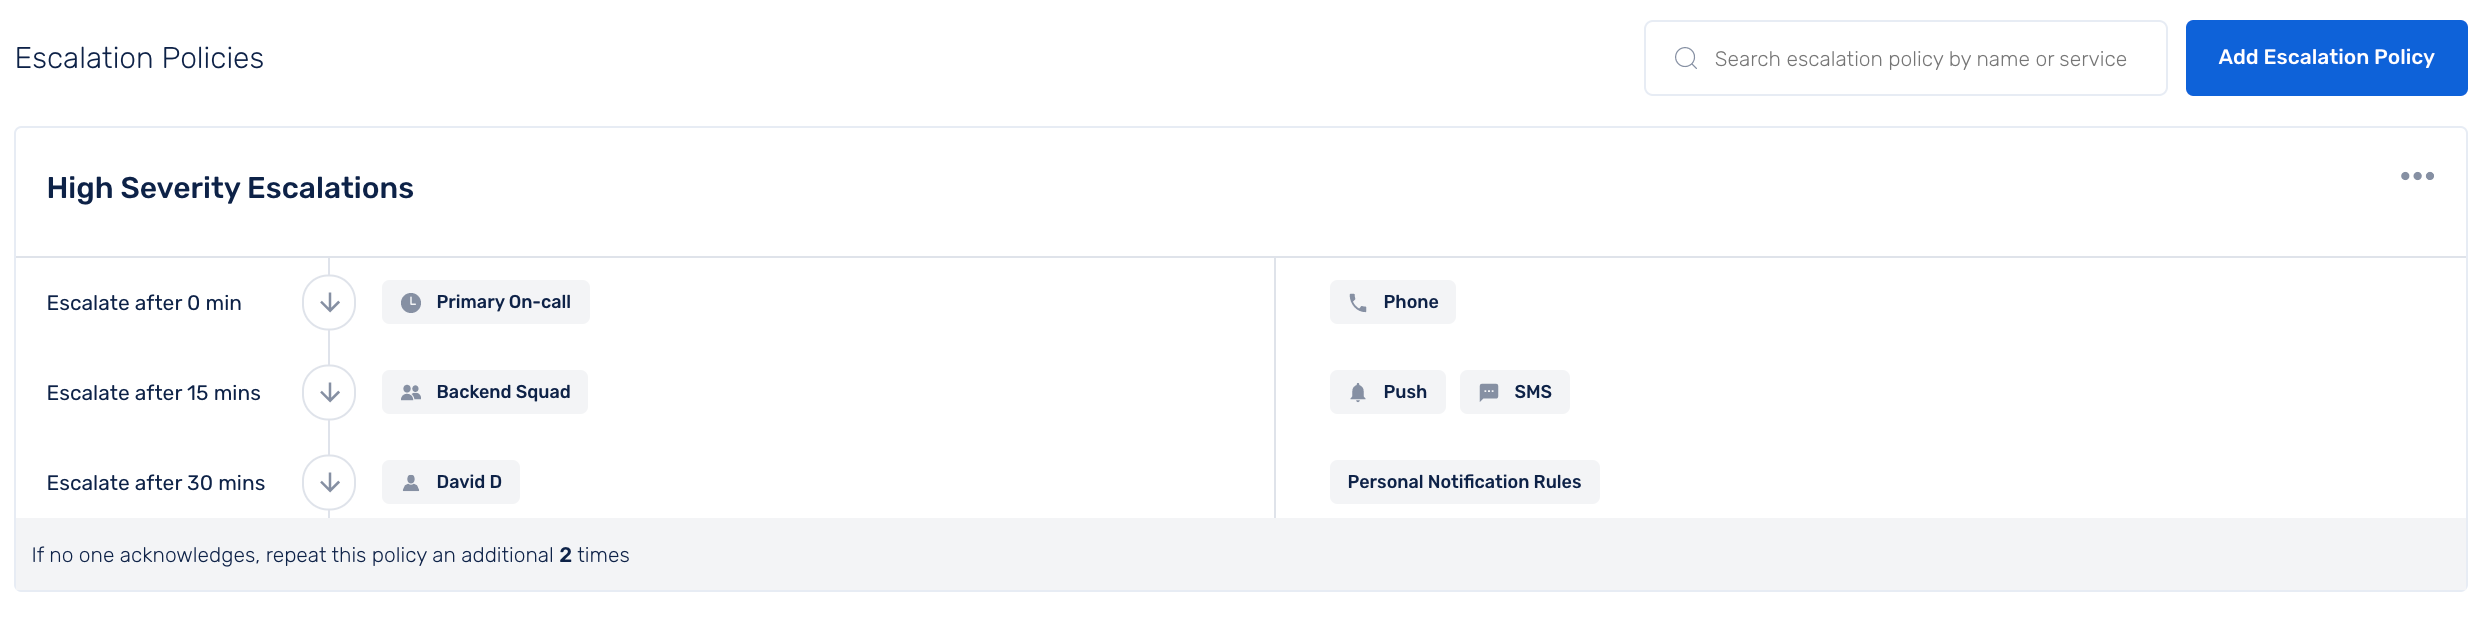 Escalation Policies
Search escalation policy by name or service
Add Escalation Policy
High Severity Escalations
Escalate after 0 min
Primary On-call
Phone
Escalate after 15 mins
Backend Squad
Push
SMS
Escalate after 30 mins
David D
Personal Notification Rules
If no one acknowledges, repeat this policy an additional 2 times